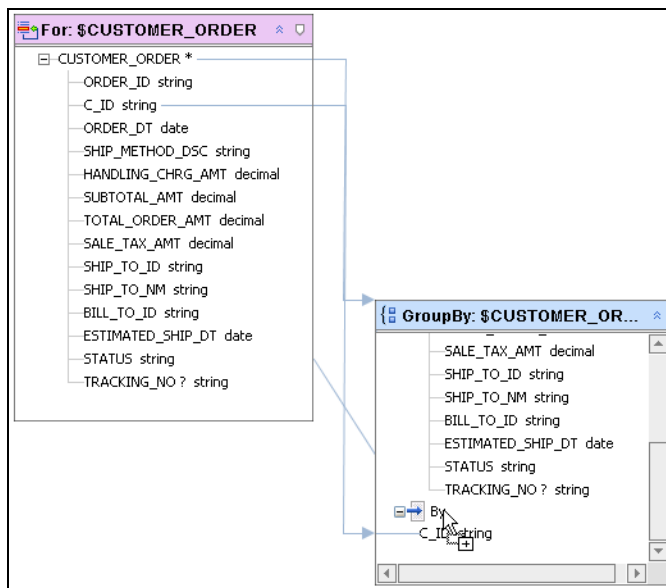 For: $CUSTOMER_ORDER
CUSTOMER_ORDER *
ORDER_ID string
C_ID string
ORDER_DT date
SHIP_METHOD_DSC string
HANDLING_CHRG_AMT decimal
SUBTOTAL_AMT decimal
TOTAL_ORDER_AMT decimal
SALE_TAX_AMT decimal
SHIP_TO_ID string
SHIP_TO_NM string
BILL_TO_ID string
ESTIMATED_SHIP_DT date
STATUS string
TRACKING_NO ? string
GroupBy: $CUSTOMER_OR...
SALE_TAX_AMT decimal
SHIP_TO_ID string
SHIP_TO_NM string
BILL_TO_ID string
ESTIMATED_SHIP_DT date
STATUS string
TRACKING_NO ? string
By
C_ID string